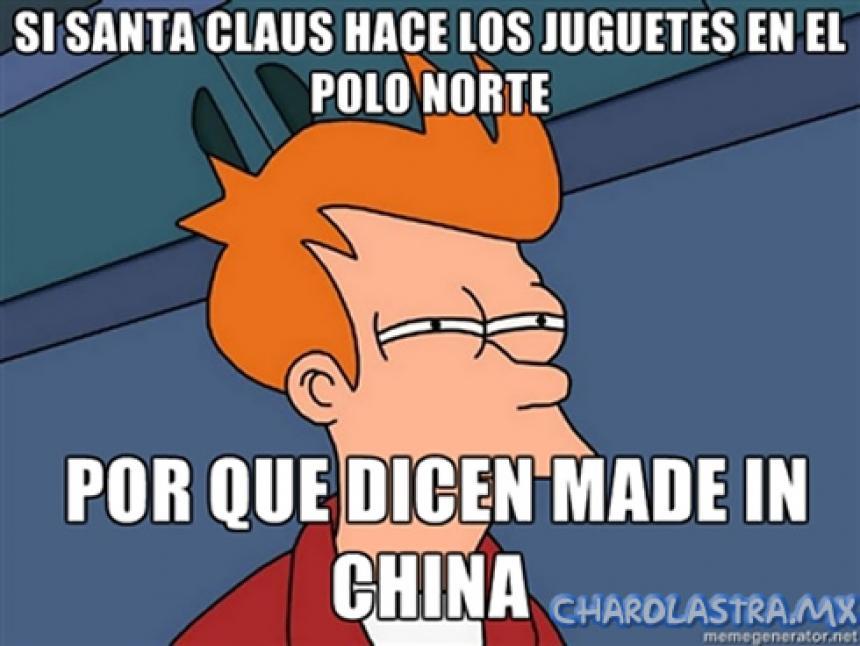 SI SANTA CLAUS HACE LOS JUGUETES EN EL
POLO NORTE
POR QUE DICEN MADE IN
CHINA
CHAROLASTRA.MX
memegenerator.net